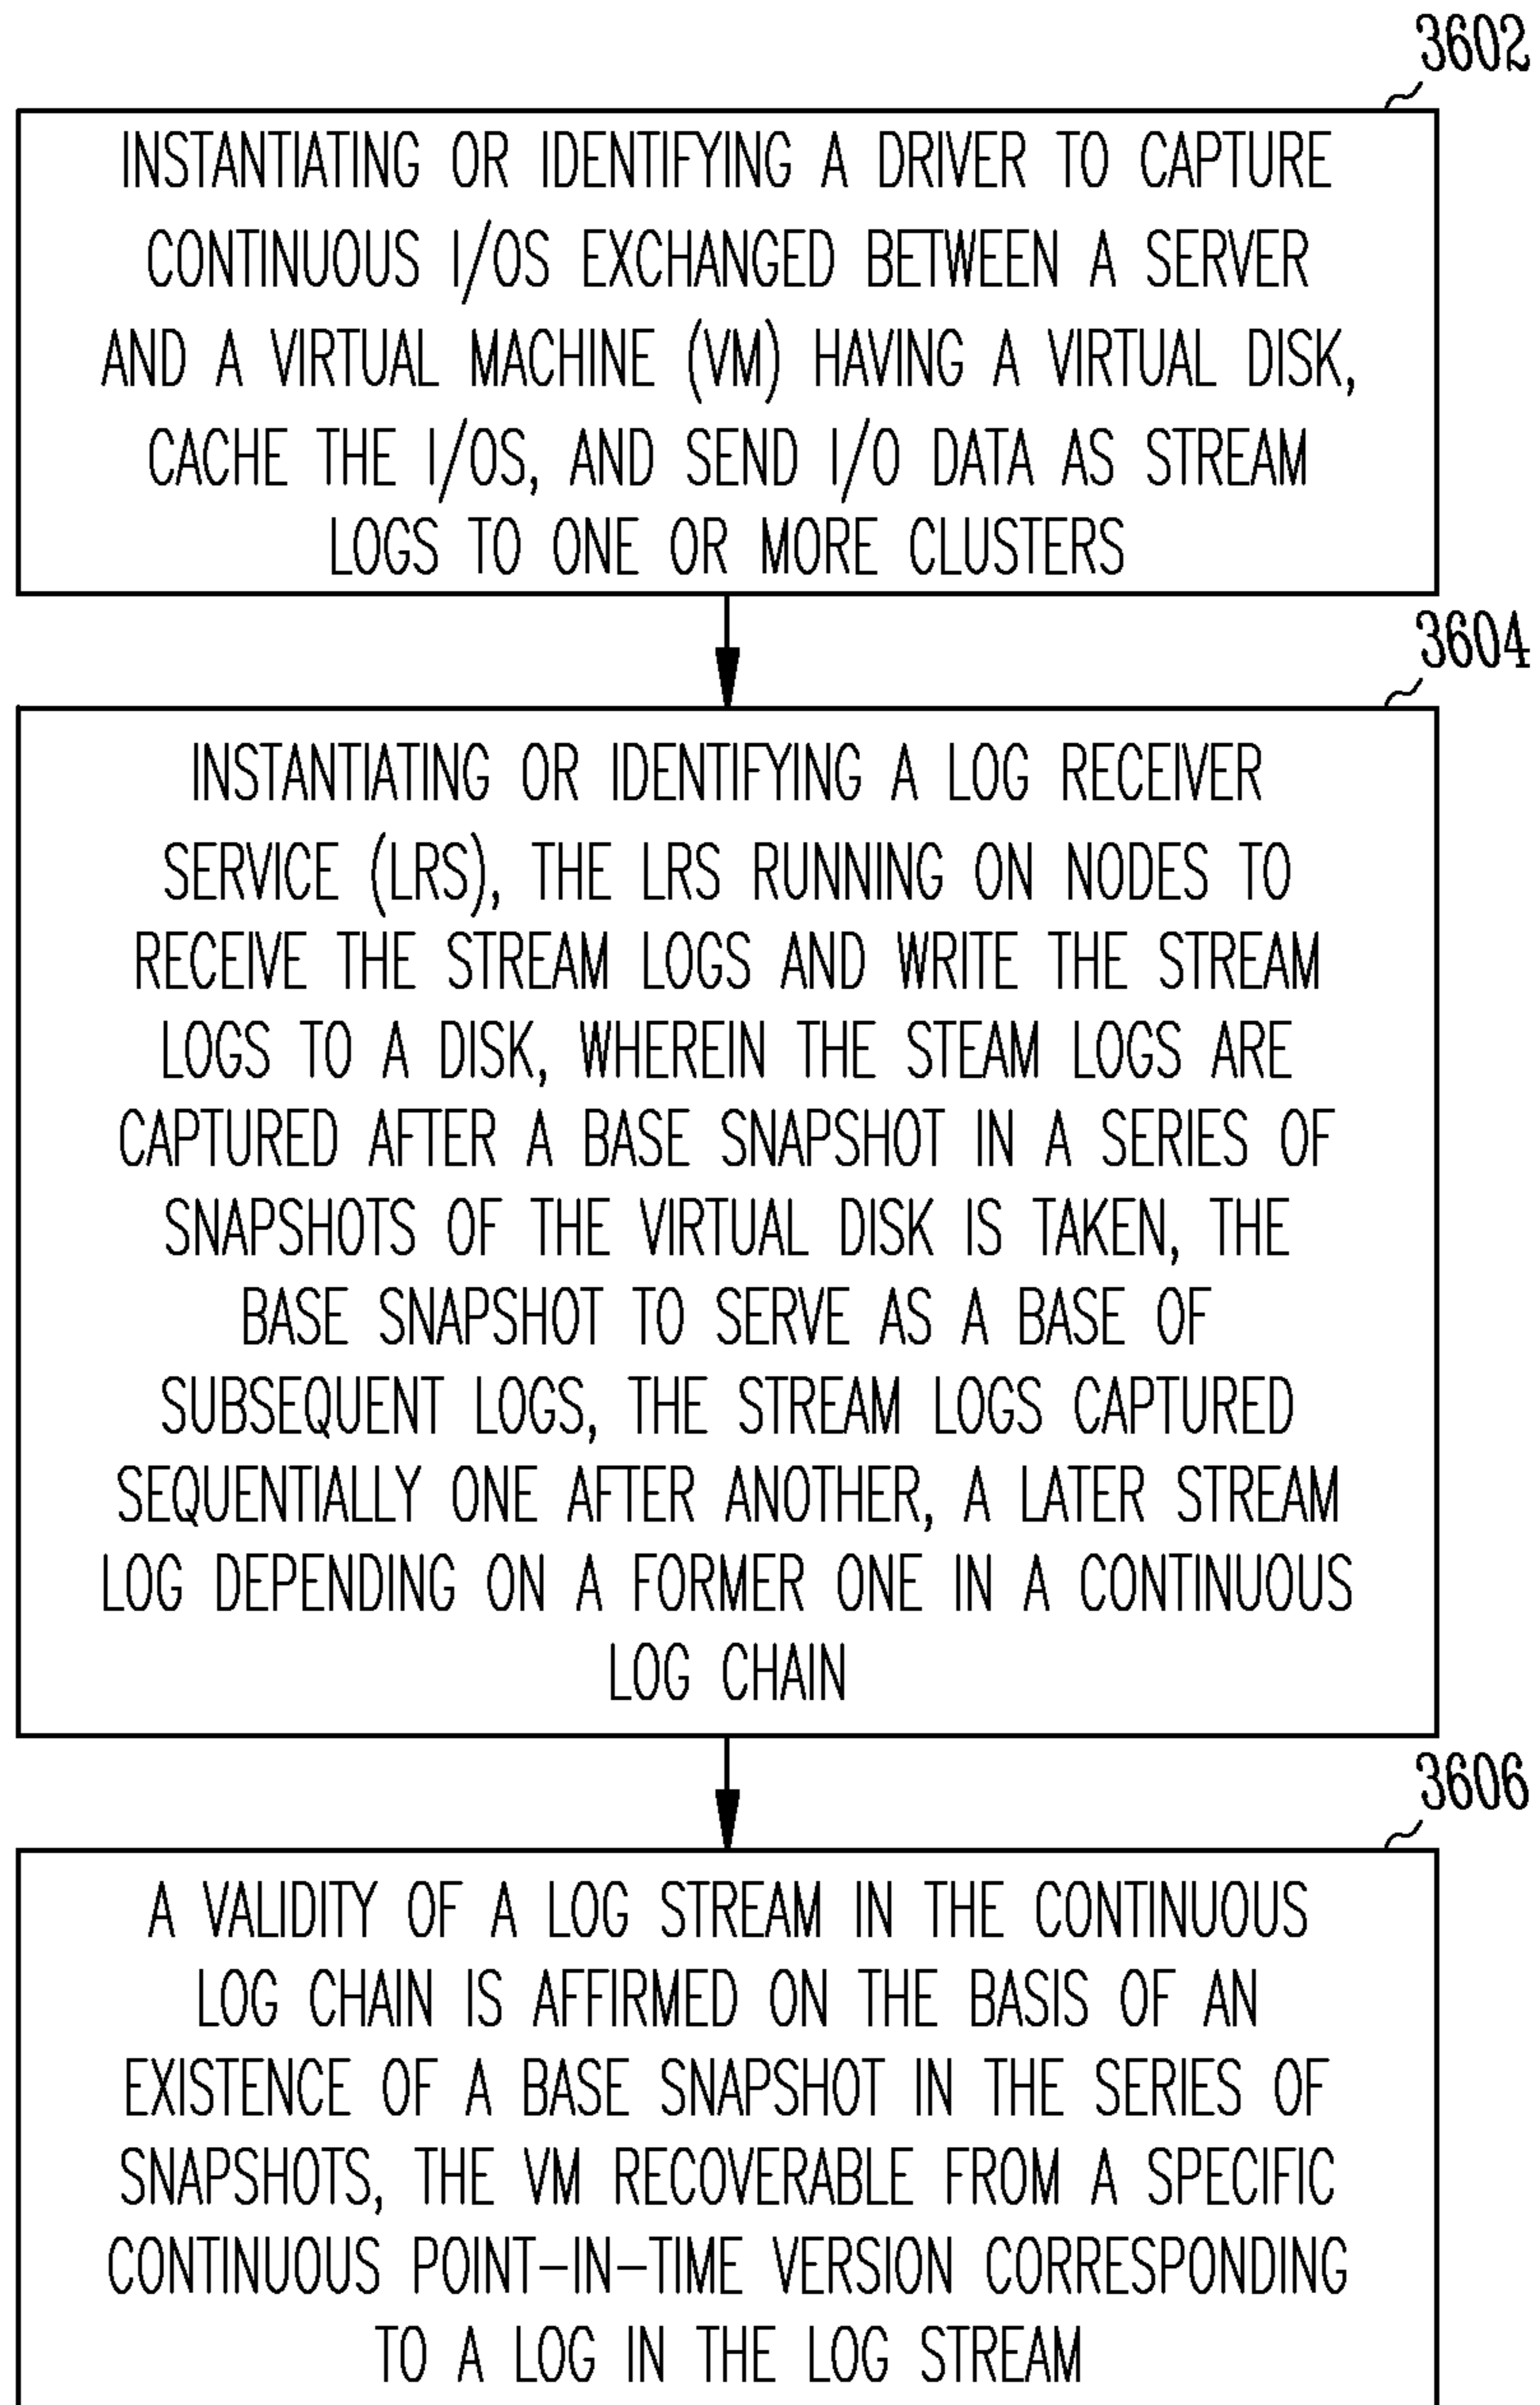 3602
INSTANTIATING OR IDENTIFYING A DRIVER TO CAPTURE
CONTINUOUS I/OS EXCHANGED BETWEEN A SERVER
AND A VIRTUAL MACHINE (VM) HAVING A VIRTUAL DISK,
CACHE THE I/OS, AND SEND I/O DATA AS STREAM
LOGS TO ONE OR MORE CLUSTERS
3604
INSTANTIATING OR IDENTIFYING A LOG RECEIVER
SERVICE (LRS), THE LRS RUNNING ON NODES TO
RECEIVE THE STREAM LOGS AND WRITE THE STREAM
LOGS TO A DISK, WHEREIN THE STEAM LOGS ARE
CAPTURED AFTER A BASE SNAPSHOT IN A SERIES OF
SNAPSHOTS OF THE VIRTUAL DISK IS TAKEN, THE
BASE SNAPSHOT TO SERVE AS A BASE OF
SUBSEQUENT LOGS, THE STREAM LOGS CAPTURED
SEQUENTIALLY ONE AFTER ANOTHER, A LATER STREAM
LOG DEPENDING ON A FORMER ONE IN A CONTINUOUS
LOG CHAIN
3606
A VALIDITY OF A LOG STREAM IN THE CONTINUOUS
LOG CHAIN IS AFFIRMED ON THE BASIS OF AN
EXISTENCE OF A BASE SNAPSHOT IN THE SERIES OF
SNAPSHOTS, THE VM RECOVERABLE FROM A SPECIFIC
CONTINUOUS POINT-IN-TIME VERSION CORRESPONDING
TO A LOG IN THE LOG STREAM